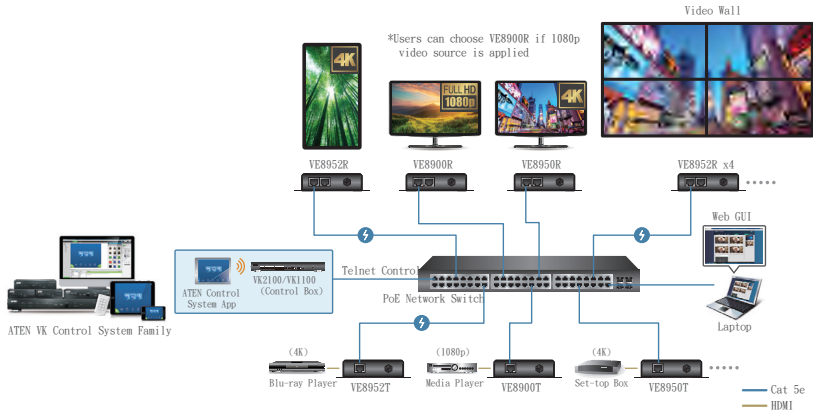 Video Wall
*Users can choose VE8900R if 1080p
video source is applied
4K
FULL HD
1080p
4K
VE8952R
VE8900R
VE8950R
VE8952R x4
Web GUI
Telnet Control
VK2100/VK1100
(Control Box)
ATEN Control
System App
PoE Network Switch
ATEN VK Control System Family
Laptop
(4K)
(1080p)
(4K)
Blu-ray Player
VE8952T
Media Player
VE8900T
Set-top Box
VE8950T
Cat 5e
HDMI